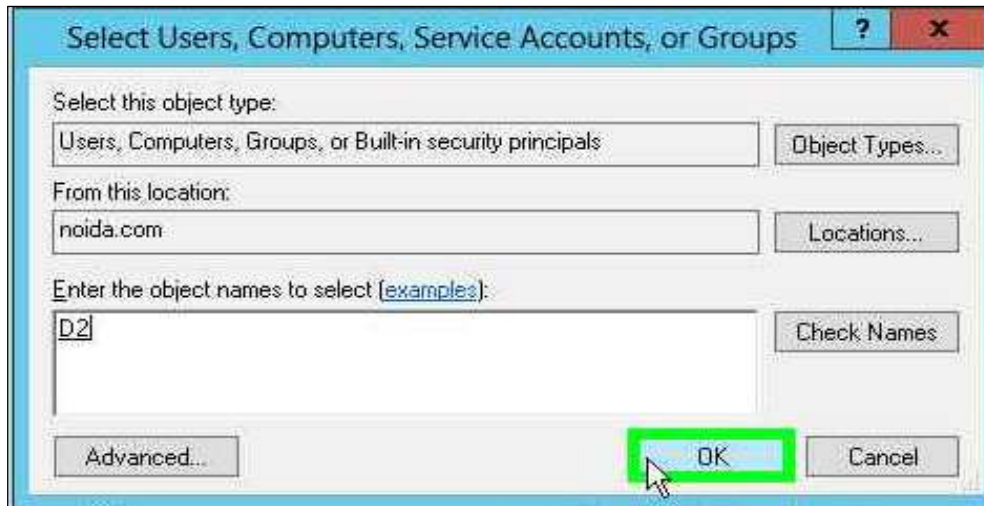 Select Users, Computers, Service Accounts, or Groups ? x
Select this object type:
Users, Computers, Groups, or Built-in security principals Object Types...
From this location:
noida.com Locations...
Enter the object names to select (examples):
D2 Check Names
Advanced... OK Cancel